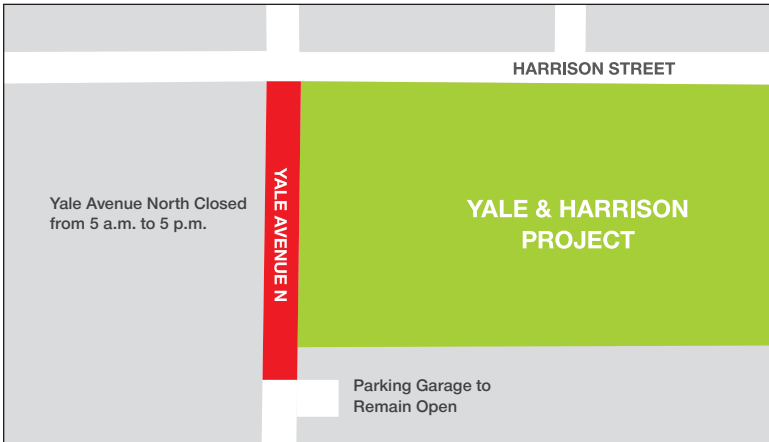 HARRISON STREET
Yale Avenue North Closed
from 5 a.m. to 5 p.m.
YALE AVENUE N
YALE & HARRISON
PROJECT
Parking Garage to
Remain Open